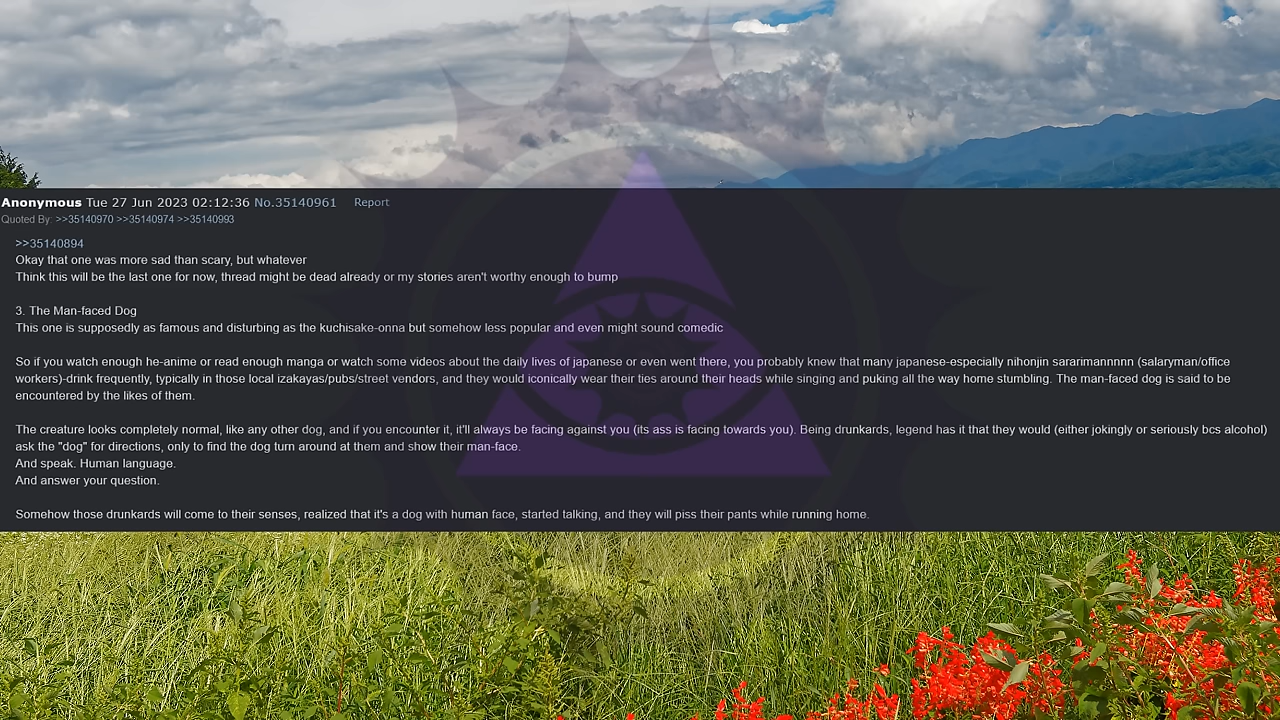 Anonymous Tue 27 Jun 2023 02:12:36 No.35140961 Report
Quoted By: >>35140970 >>35140974 >>35140993
>>35140894
Okay that one was more sad than scary, but whatever
Think this will be the last one for now, thread might be dead already or my stories aren't worthy enough to bump
3. The Man-faced Dog
This one is supposedly as famous and disturbing as the kuchisake-onna but somehow less popular and even might sound comedic
So if you watch enough he-anime or read enough manga or watch some videos about the daily lives of japanese or even went there, you probably knew that many japanese-especially nihonjin sararimannnnn (salaryman/office
workers)-drink frequently, typically in those local izakayas/pubs/street vendors, and they would iconically wear their ties around their heads while singing and puking all the way home stumbling. The man-faced dog is said to be
encountered by the likes of them.
The creature looks completely normal, like any other dog, and if you encounter it, it'll always be facing against you (its ass is facing towards you). Being drunkards, legend has it that they would (either jokingly or seriously bcs alcohol)
ask the "dog" for directions, only to find the dog turn around at them and show their man-face.
And speak. Human language.
And answer your question.
Somehow those drunkards will come to their senses, realized that it's a dog with human face, started talking, and they will piss their pants while running home.